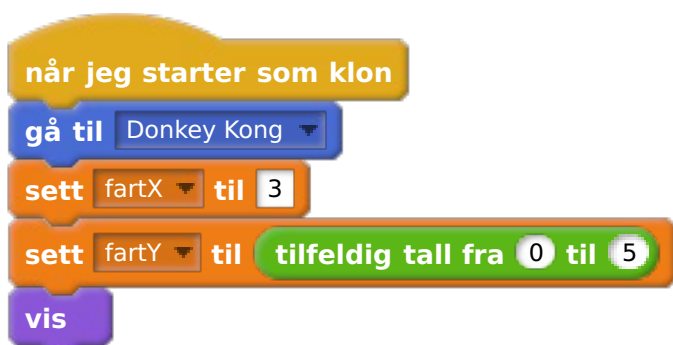 når jeg starter som klon
gå til Donkey Kong
sett fartX til 3
sett fartY til tilfeldig tall fra 0 til 5
vis